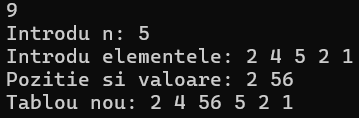 9
Introdu n: 5
Introdu elementele: 2 4 5 2 1
Pozitie si valoare: 2 56
Tablou nou: 2 4 56 5 2 1